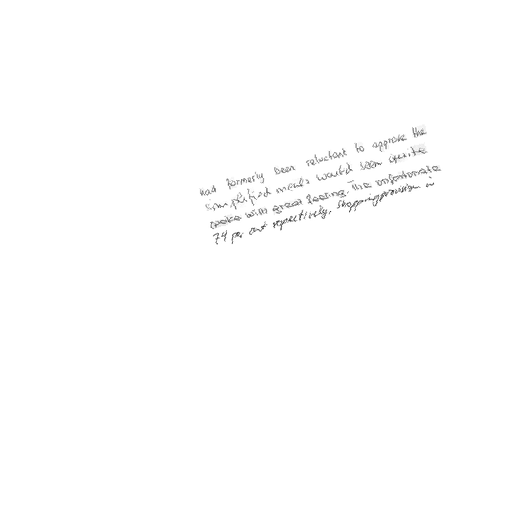 had formerly been reluctant to approve the
simplified meals would seem quite
spoke with great feeling. The unfortunate
74 per cent respectively. Shopping provision in